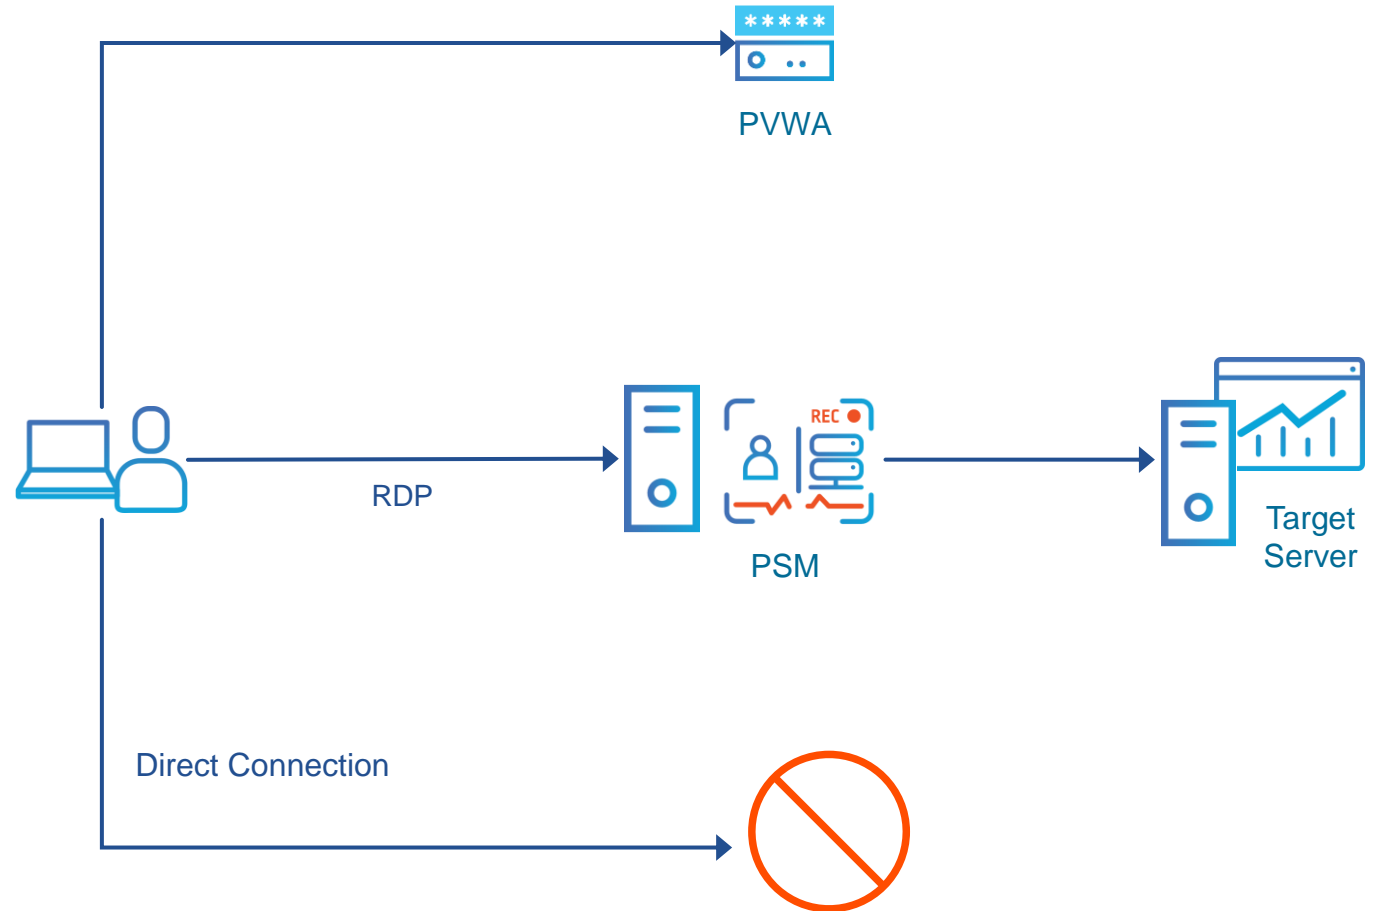 *****
PVWA
REC
RDP
PSM
Target
Server
Direct Connection